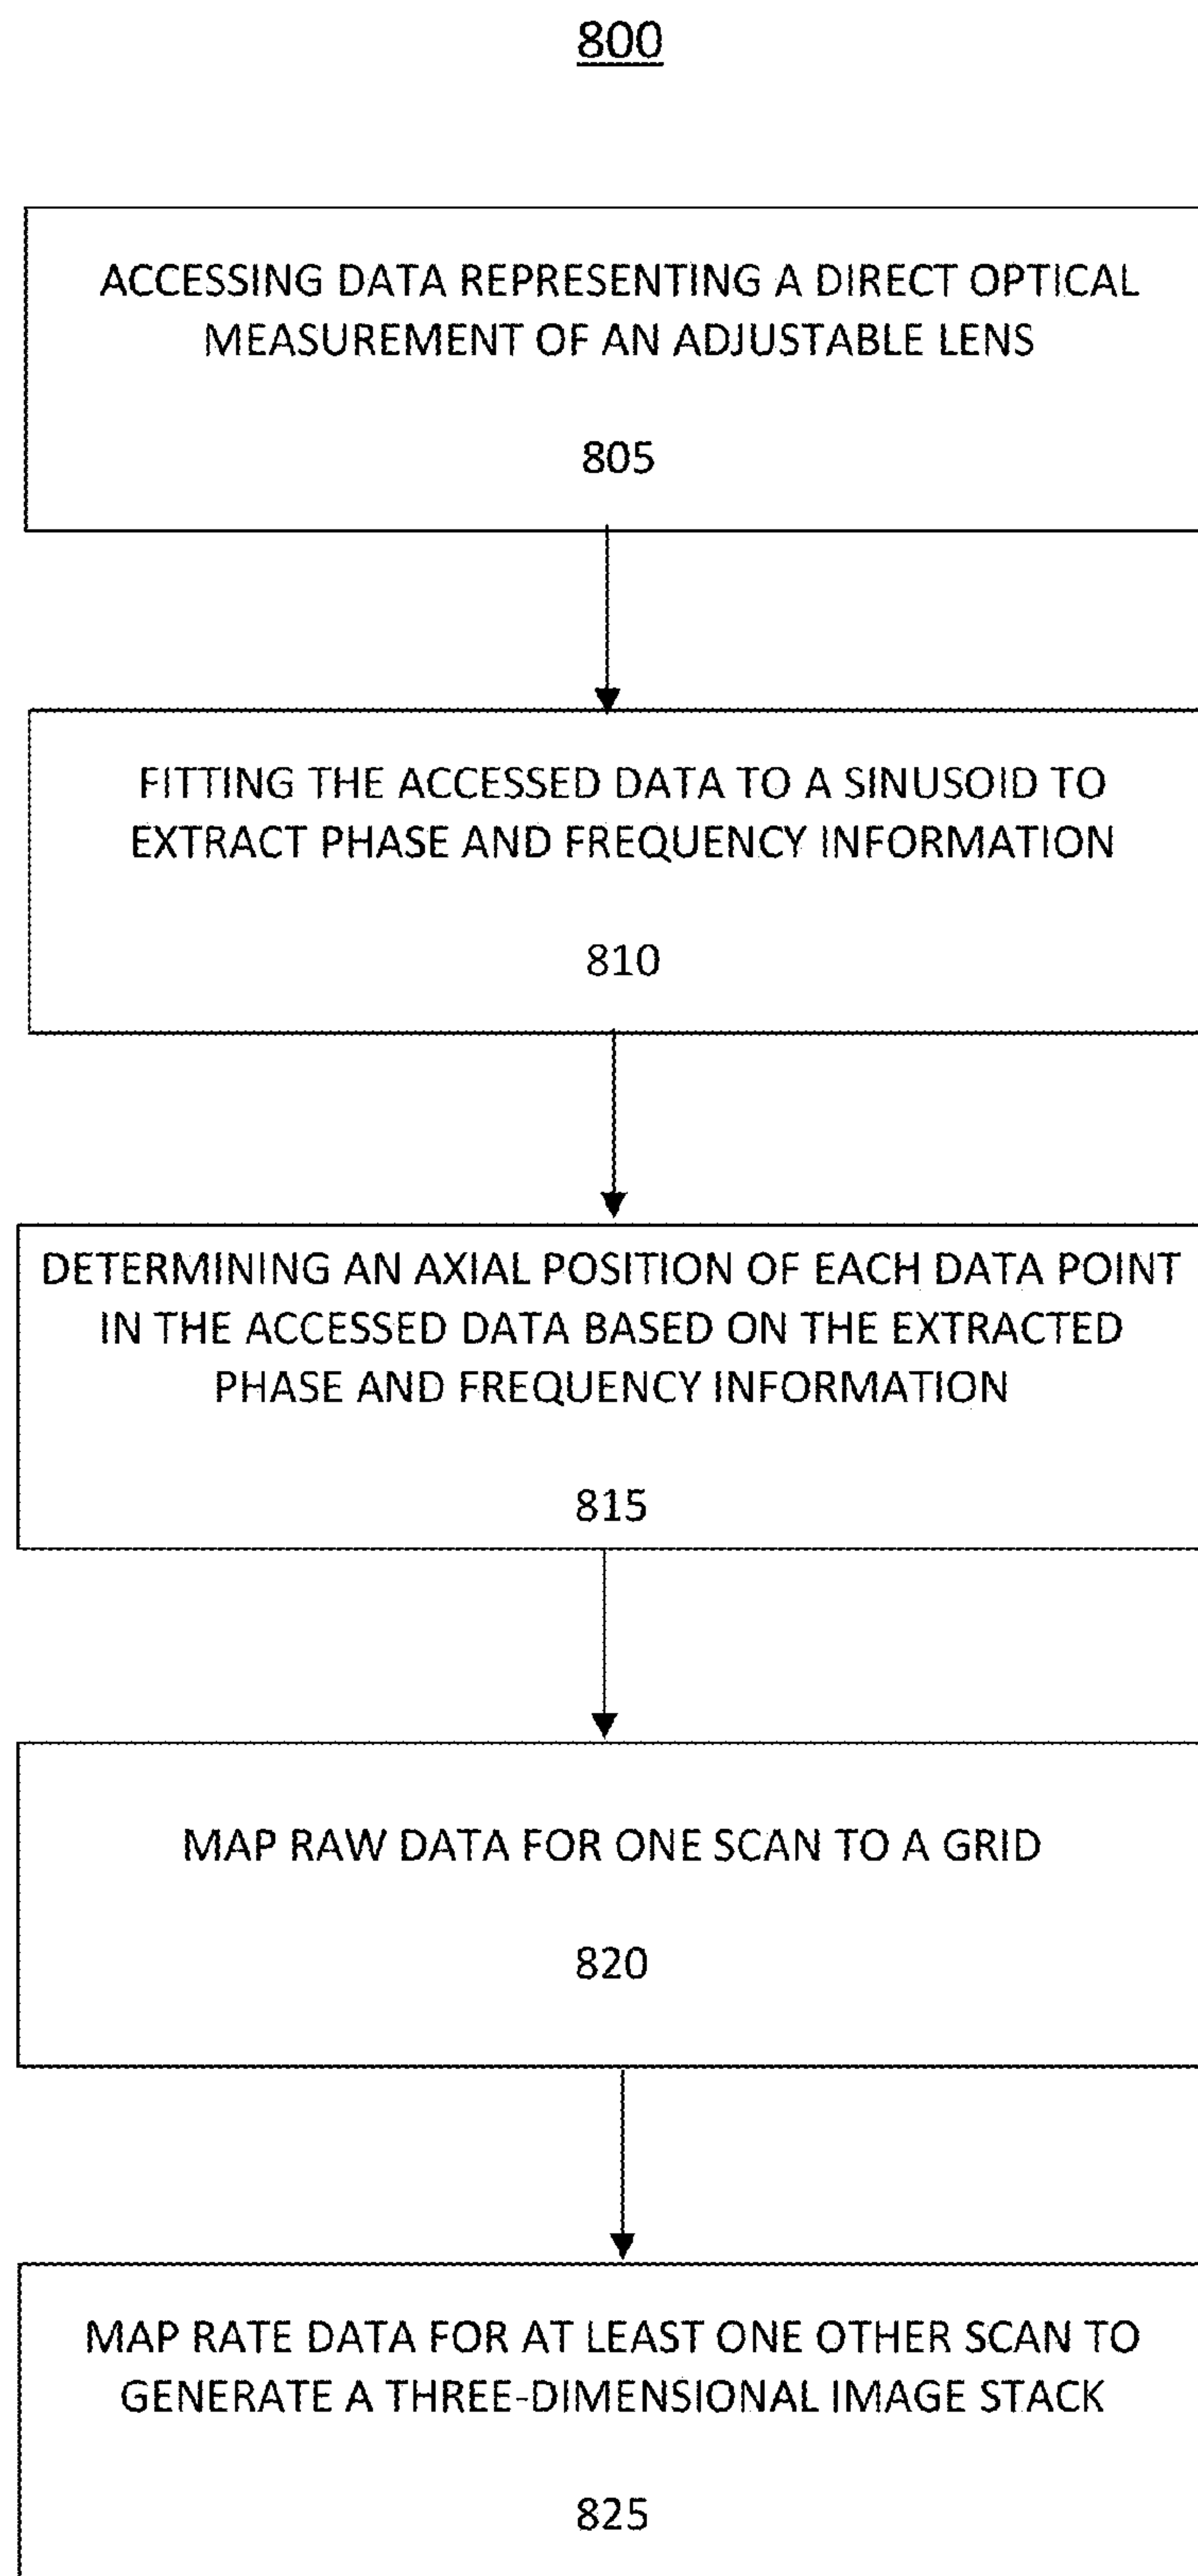 800
ACCESSING DATA REPRESENTING A DIRECT OPTICAL
MEASUREMENT OF AN ADJUSTABLE LENS
805
FITTING THE ACCESSED DATA TO A SINUSOID TO
EXTRACT PHASE AND FREQUENCY INFORMATION
810
DETERMINING AN AXIAL POSITION OF EACH DATA POINT
IN THE ACCESSED DATA BASED ON THE EXTRACTED
PHASE AND FREQUENCY INFORMATION
815
MAP RAW DATA FOR ONE SCAN TO A GRID
820
MAP RATE DATA FOR AT LEAST ONE OTHER SCAN TO
GENERATE A THREE-DIMENSIONAL IMAGE STACK
825